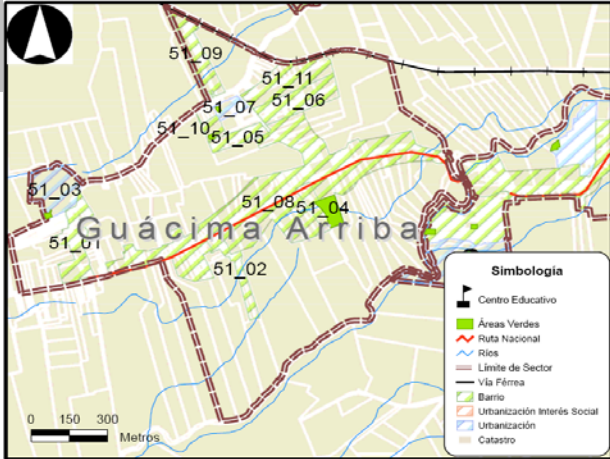 51_09
51_11
51_07
51_06
51_10
51_05
51_03
51_08
51_04
Guácima Arriba
51_01
51_02
Simbología
Centro Educativo
Áreas Verdes
Ruta Nacional
Ríos
Límite de Sector
Vía Férrea
Barrio
Urbanización Interés Social
Urbanización
Catastro
0 150 300
Metros